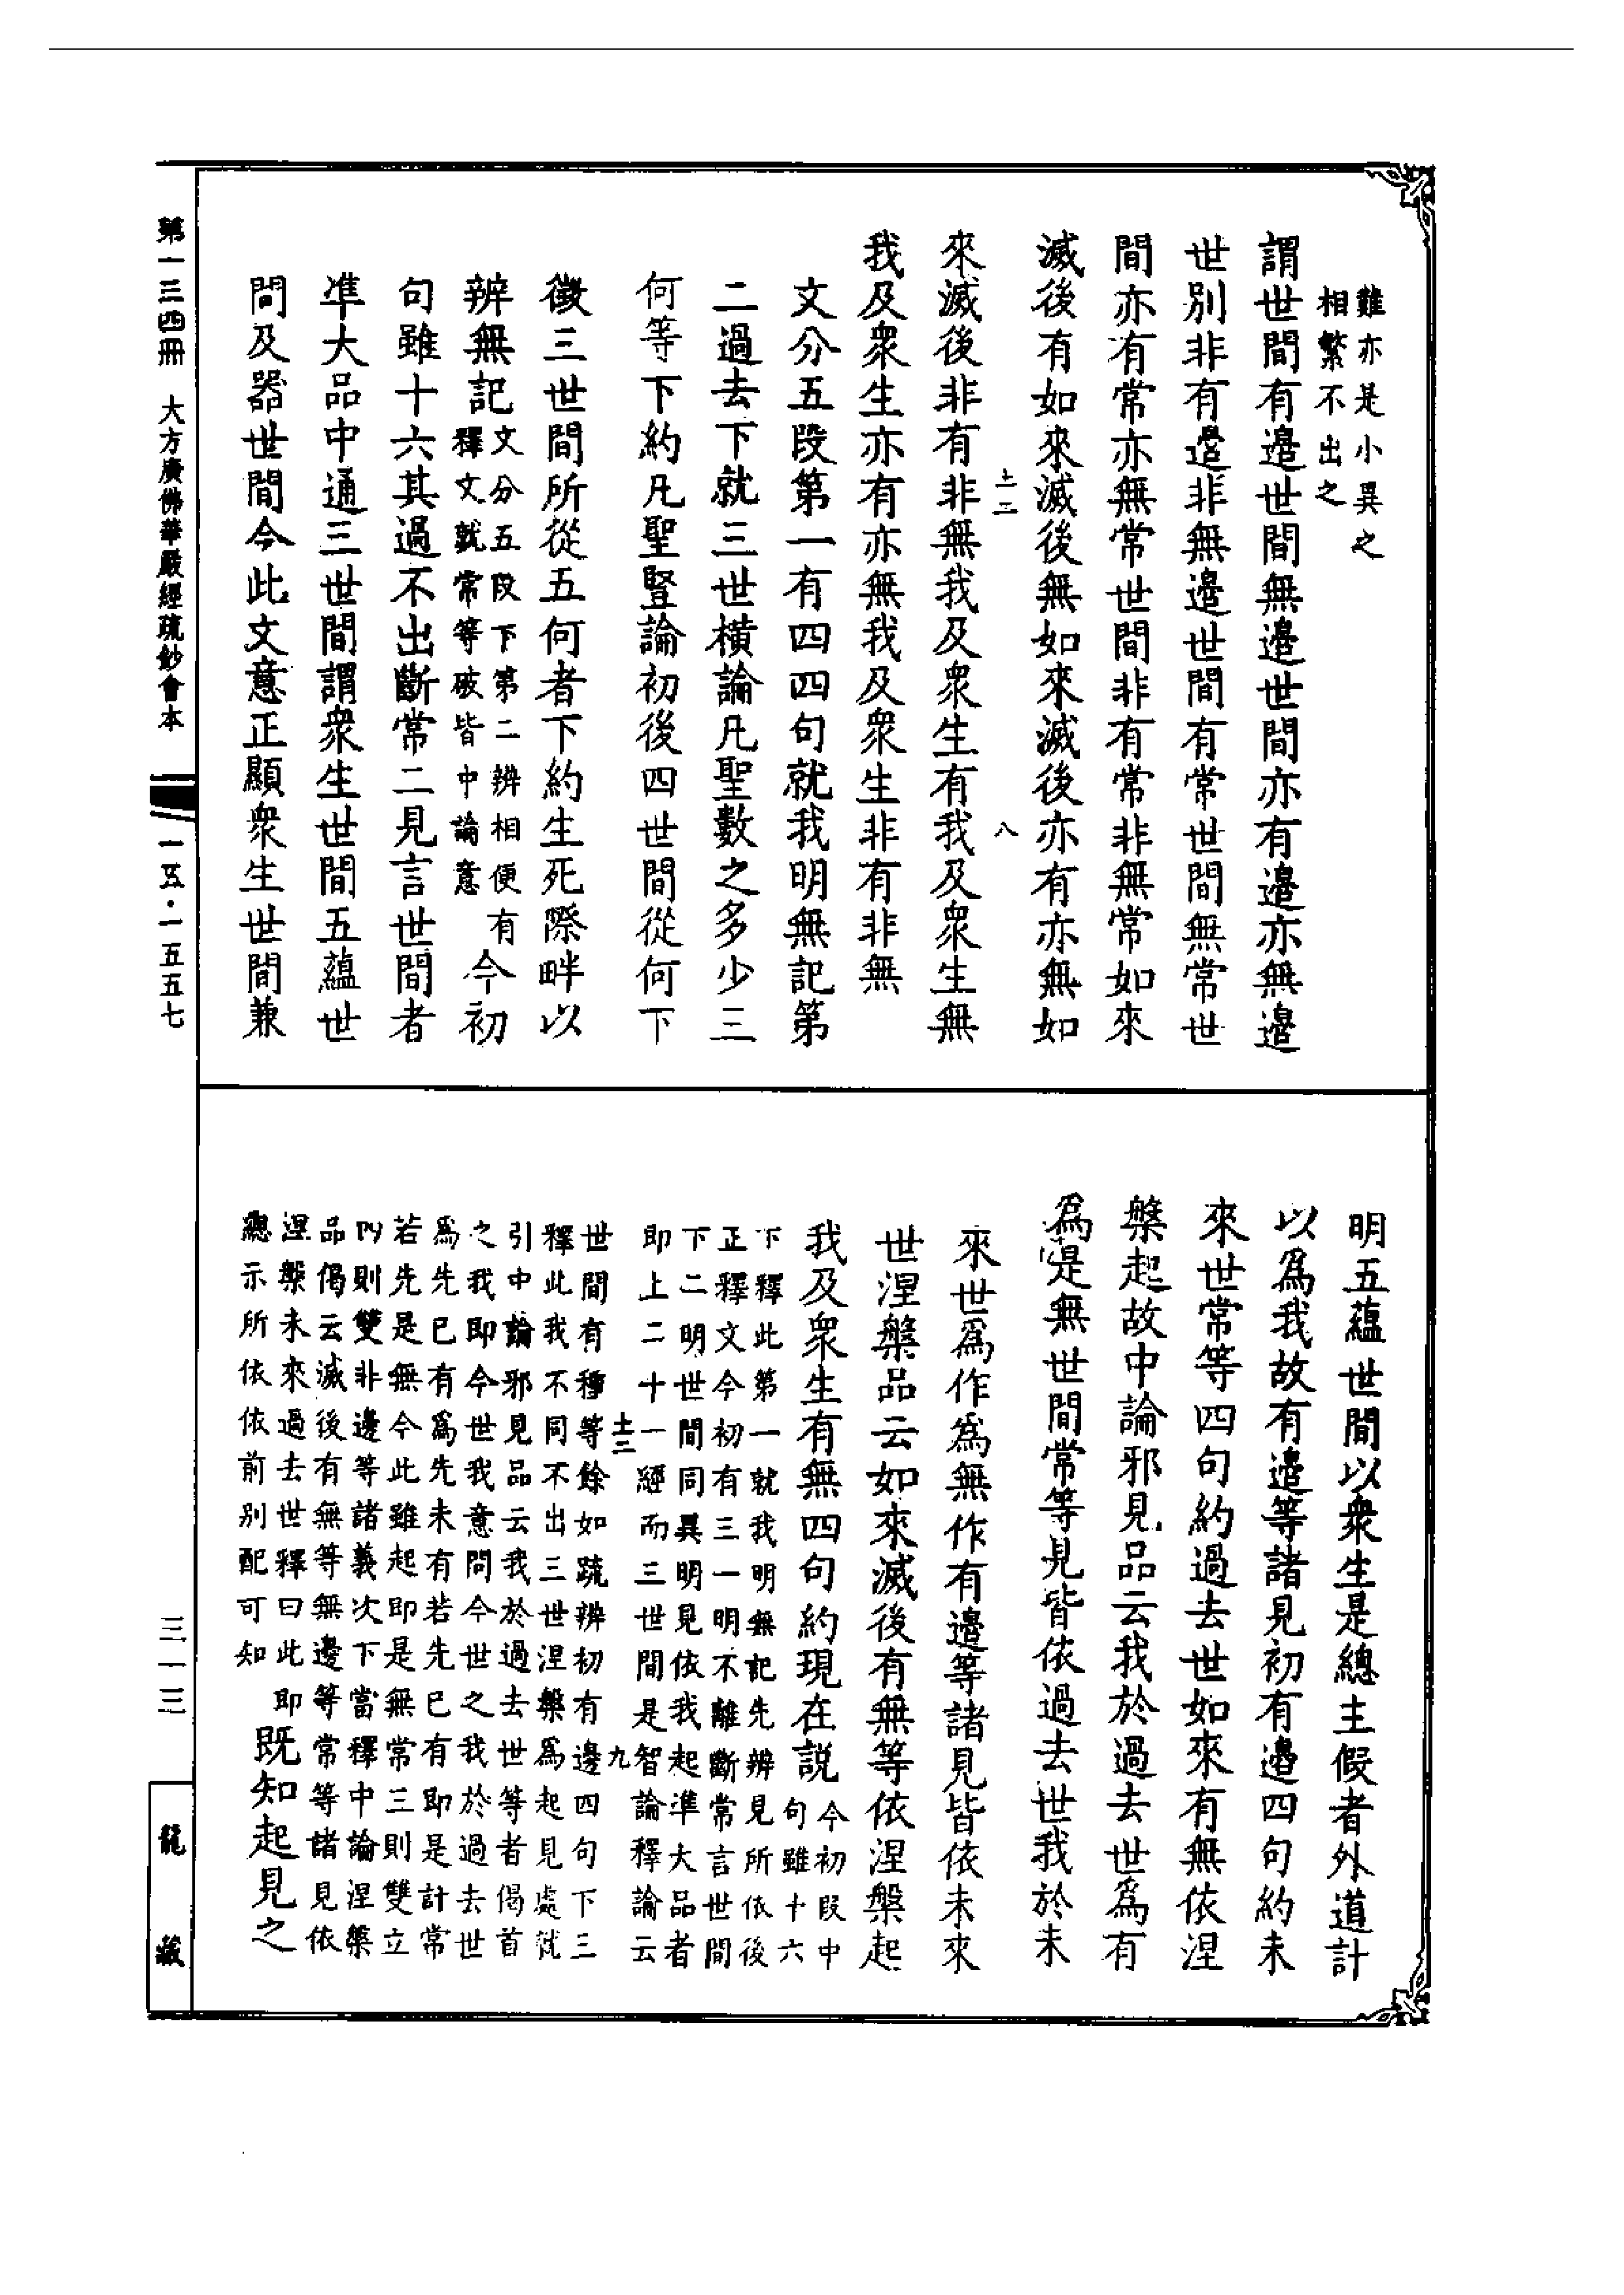 雖亦是小異之
相繁不出之
謂世間有邊世間無邊世間亦有邊亦無邊
世別非有邊非無邊世間有常世間無常世
間亦有常亦無常世間非有常非無常如來
滅後有如來滅後無如來滅後亦有亦無如
八
來滅後非有非無我及衆生有我及衆生無
我及衆生亦有亦無我及衆生非有非無
文分五段第一有四四句就我明無記第
二過去下就三世橫論凡聖數之多少三
何等下約凡聖豎論初後四世間從何下
徵三世間所從五何者下約生死際畔以
辨無記文分五段下第二辨相便有
釋文就常等破皆中論意
今初
句雖十六其過不出斷常二見言世間者
準大品中通三世間謂衆生世間五蘊世
間及器世間今此文意正顯衆生世間兼
明五蘊世間以衆生是總主假者外道計
以為我故有邊等諸見初有邊四句約未
來世常等四句約過去世如來有無依涅
槃起故中論邪見品云我於過去世為有
為是無世間常等見皆依過去世我於未
來世為作為無作有邊等諸見皆依未來
世涅槃品云如來滅後有無等依涅槃起
我及衆生有無四句約現在説今初段中
句雖十六
下釋此第一就我明無記先辨見所依後
正釋文今初有三一明不離斷常言世間
下二明世間同異明見依我起準大品者
即上二十一經而三世間是智論釋論云
九
世間有種等餘如疏辨初有邊四句下三
釋此我不同不出三世涅槃為起見處就
引中論邪見品云我於過去世等者偈首
之我即今世我意問今世之我於過去世
為先已有為先未有若先已有即是計常
若先是無今此雖起即是無常三則雙立
四則雙非邊等諸義次下當釋中論涅槃
品偈云滅後有無等無邊等常等諸見依
涅槃未來過去世釋曰此即
總示所依依前別配可知
既知起見之
第一三四冊　大方廣佛華嚴經疏鈔會本
一五·一五五七
三一三
龍藏